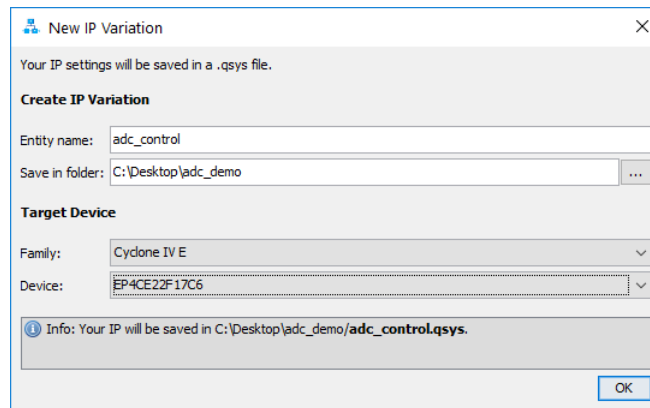 New IP Variation
Your IP settings will be saved in a .qsys file.
Create IP Variation
Entity name: adc_control
Save in folder: C:\Desktop\adc_demo ...
Target Device
Family: Cyclone IV E
Device: EP4CE22F17C6
Info: Your IP will be saved in C:\Desktop\adc_demo/adc_control.qsys.
OK